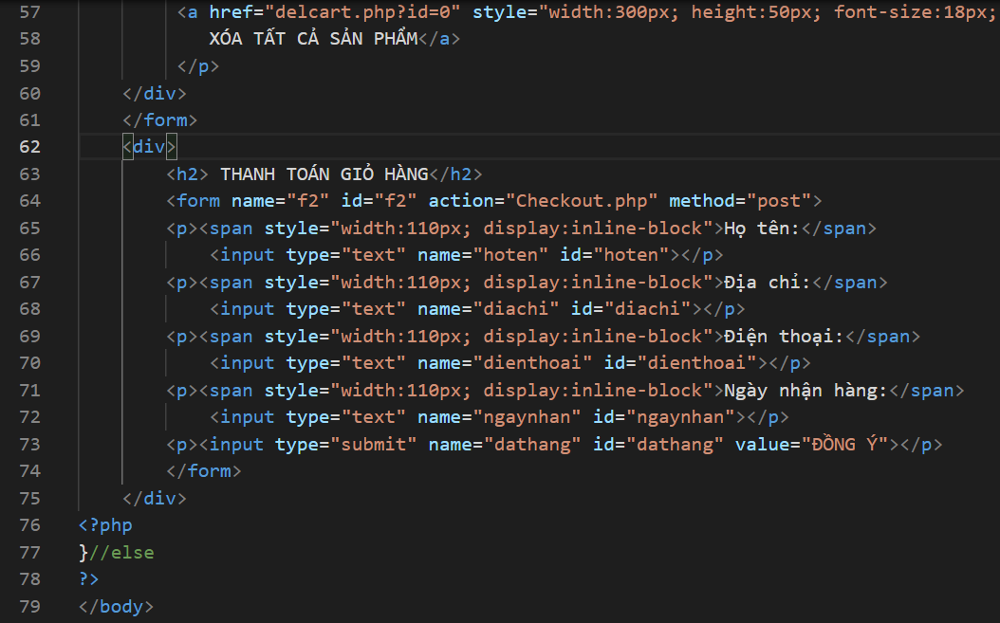 57 <a href="delcart.php?id=0" style="width:300px; height:50px; font-size:18px;
58 XÓA TẤT CẢ SẢN PHẨM</a>
59 </p>
60 </div>
61 </form>
62 <div>
63 <h2> THANH TOÁN GIỎ HÀNG</h2>
64 <form name="f2" id="f2" action="Checkout.php" method="post">
65 <p><span style="width:110px; display:inline-block">Họ tên:</span>
66 <input type="text" name="hoten" id="hoten"></p>
67 <p><span style="width:110px; display:inline-block">Địa chỉ:</span>
68 <input type="text" name="diachi" id="diachi"></p>
69 <p><span style="width:110px; display:inline-block">Điện thoại:</span>
70 <input type="text" name="dienthoai" id="dienthoai"></p>
71 <p><span style="width:110px; display:inline-block">Ngày nhận hàng:</span>
72 <input type="text" name="ngaynhan" id="ngaynhan"></p>
73 <p><input type="submit" name="dathang" id="dathang" value="ĐỒNG Ý"></p>
74 </form>
75 </div>
76 <?php
77 }//else
78 ?>
79 </body>